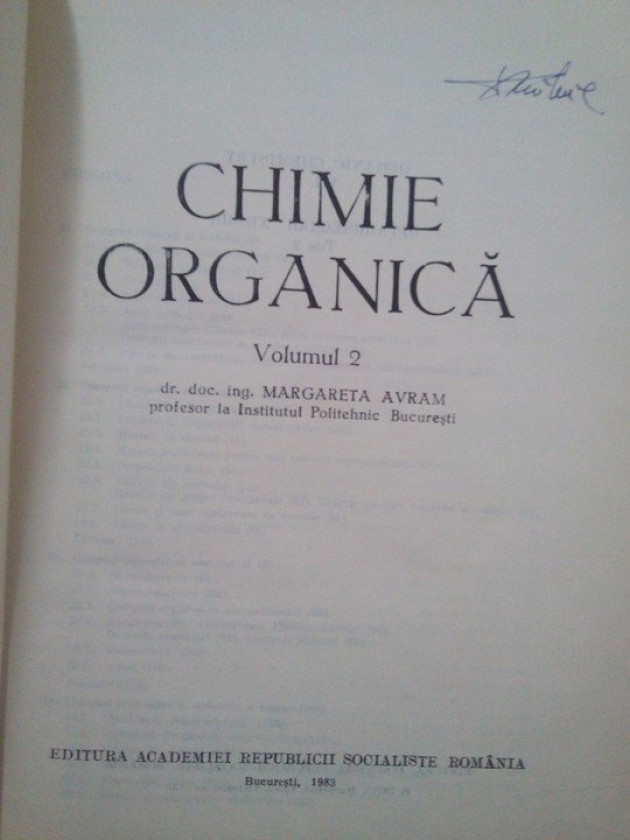 CHIMIE
ORGANICĂ
Volumul 2
dr. doc. ing. MARGARETA AVRAM
profesor la Institutul Politehnic București
EDITURA ACADEMIEI REPUBLICII SOCIALISTE ROMÂNIA
București, 1983